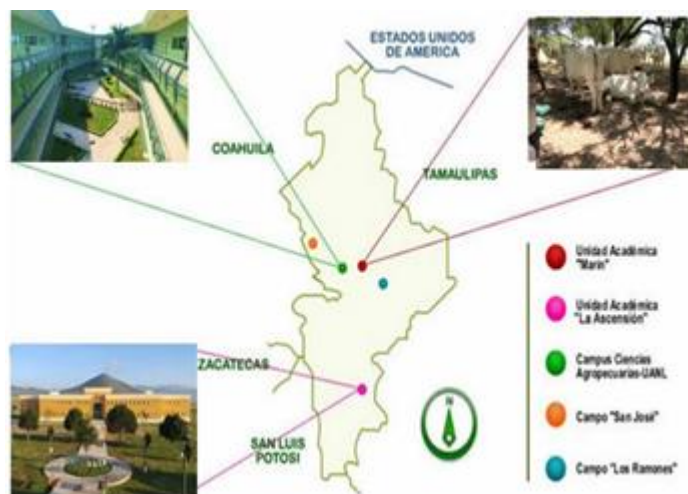 ESTADOS UNIDOS
DE AMERICA
COAHUILA
TAMAULIPAS
ZACATECAS
SAN LUIS
POTOSI
N
Unidad Académica
"Marín"
Unidad Académica
"La Ascensión"
Campus Ciencias
Agropecuarias-UANL
Campo "San José"
Campo "Los Ramones"